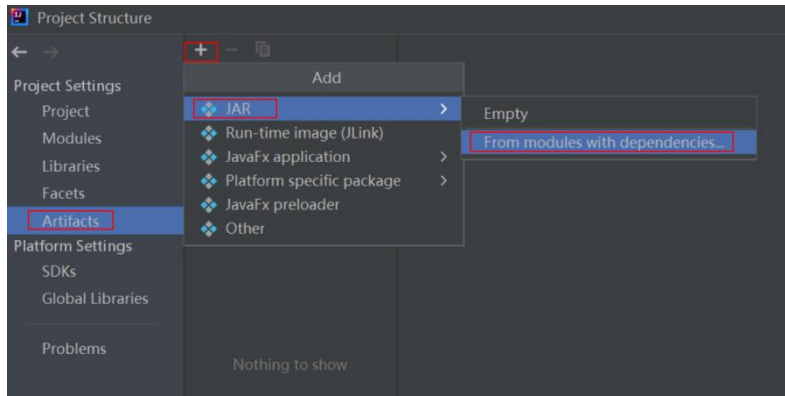 Project Structure
Project Settings
Project
Modules
Libraries
Facets
Artifacts
Platform Settings
SDKs
Global Libraries
Problems
Add
JAR
Run-time image (JLink)
JavaFx application
Platform specific package
JavaFx preloader
Other
Empty
From modules with dependencies...
Nothing to show